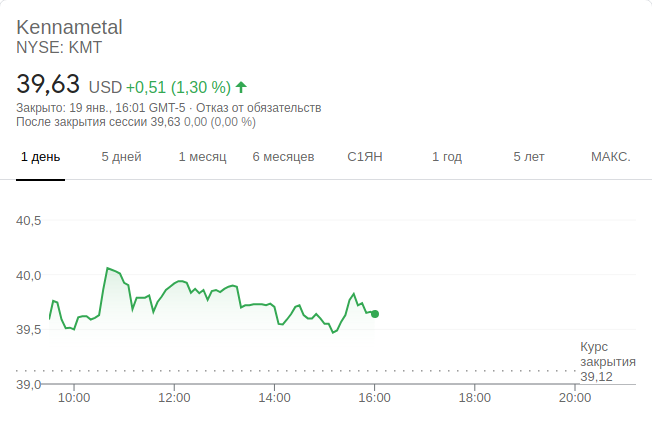 Kennametal
NYSE: KMT
39,63 USD +0,51 (1,30 %)
Закрыто: 19 янв., 16:01 GMT-5 · Отказ от обязательств
После закрытия сессии 39,63 0,00 (0,00 %)
1 день 5 дней 1 месяц 6 месяцев С1ЯН 1 год 5 лет МАКС.
40,5
40,0
39,5
Курс
закрытия
39,12
39,0
10:00 12:00 14:00 16:00 18:00 20:00